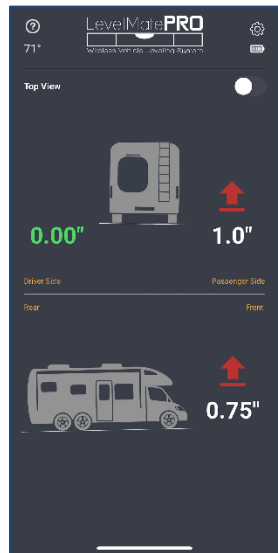 LevelMatePRO
71°
Wireless Vehicle Leveling System
Top View
0.00"
1.0"
Driver Side
Passenger Side
Rear
Front
0.75"